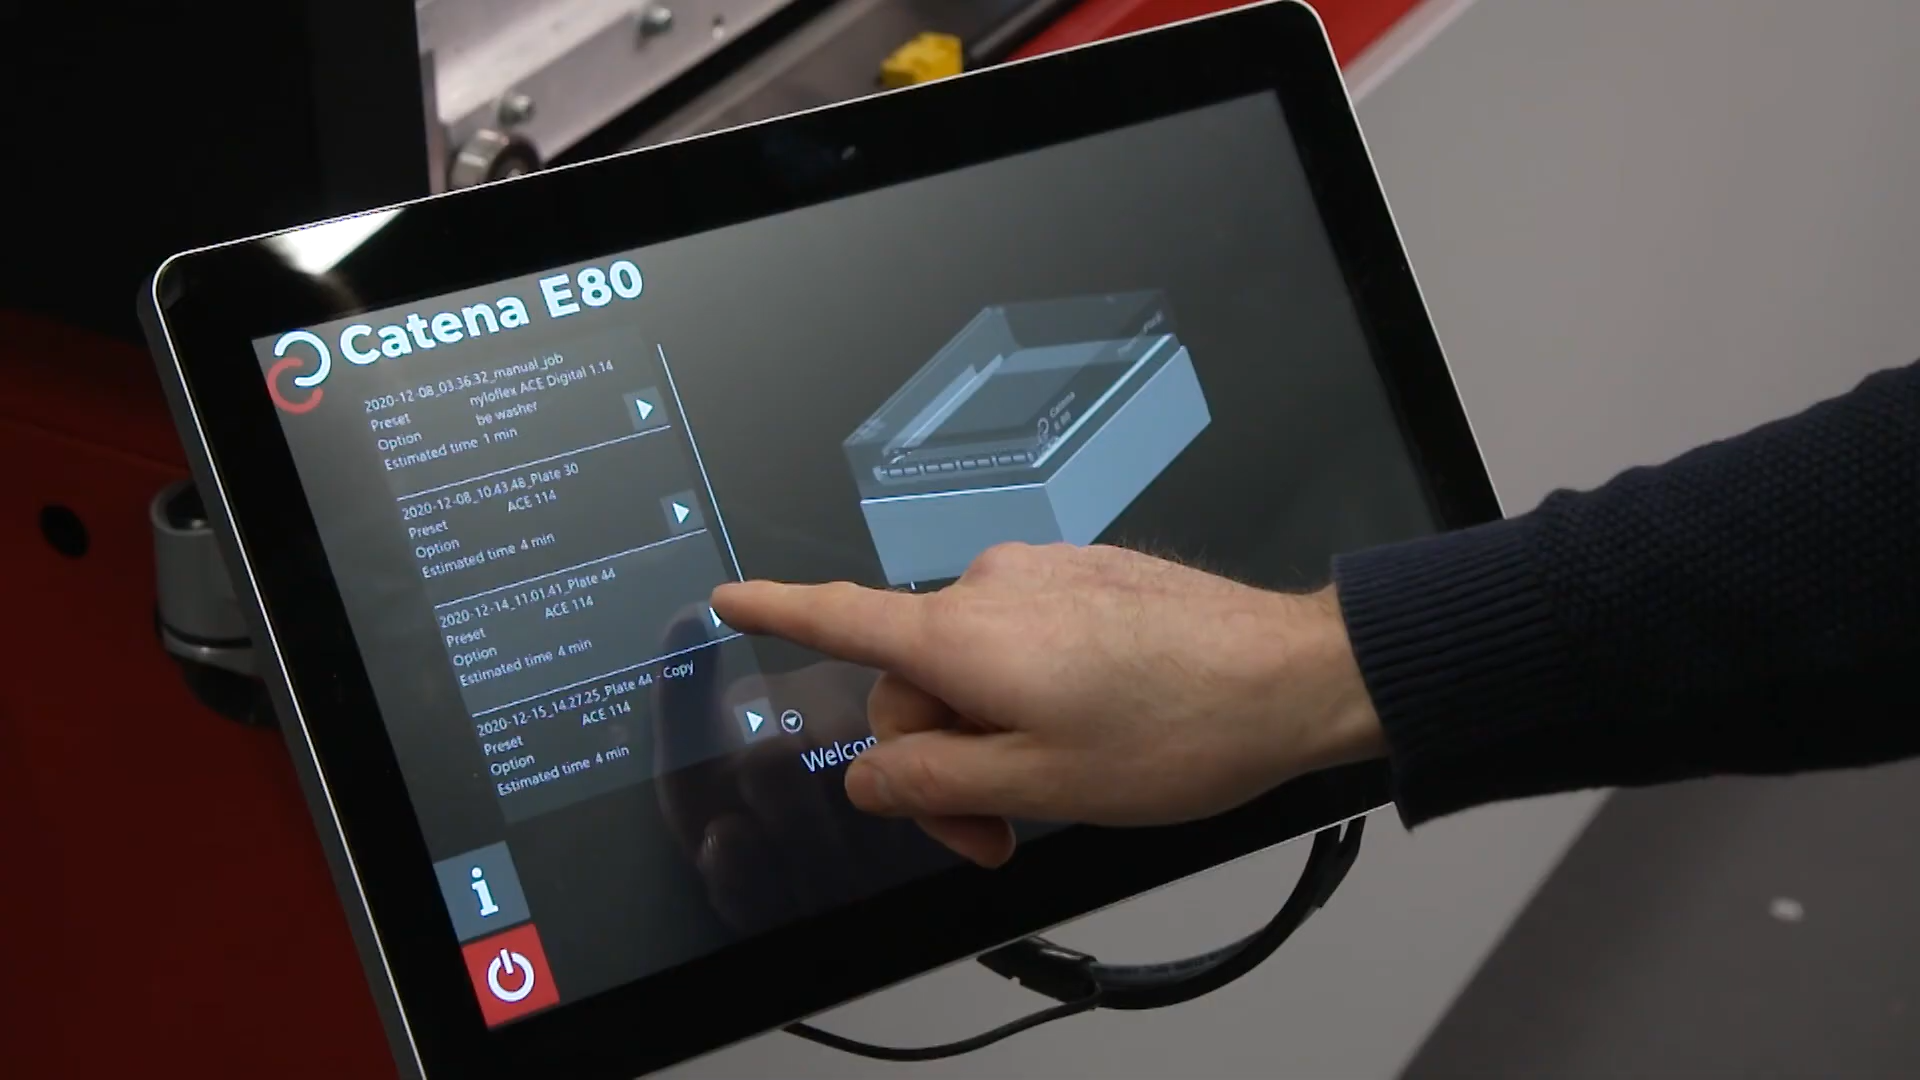 Catena E80
2020-12-08_03.36.32_manual_job
Preset nyloflex ACE Digital 1.14
Option be washer
Estimated time 1 min
2020-12-08_10.43.48_Plate 30
Preset ACE 114
Option
Estimated time 4 min
2020-12-14_11.01.41_Plate 44
Preset ACE 114
Option
Estimated time 4 min
2020-12-15_14.27.25_Plate 44 - Copy
Preset ACE 114
Option
Estimated time 4 min
Catena
E 80
Welcom
i